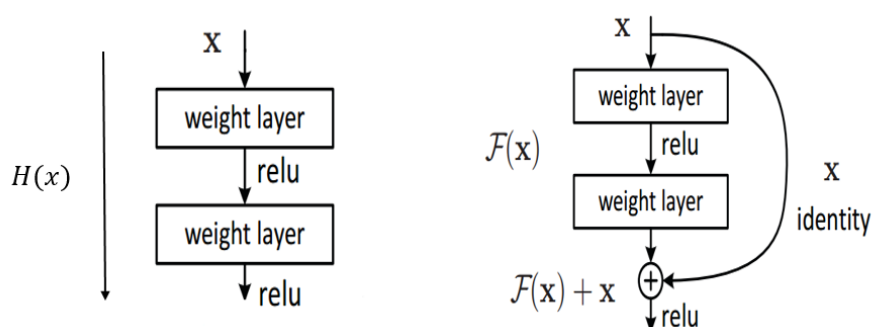 x
weight layer
relu
H(x)
weight layer
relu
x
weight layer
F(x)
relu
x
weight layer
identity
F(x) + x
+
relu